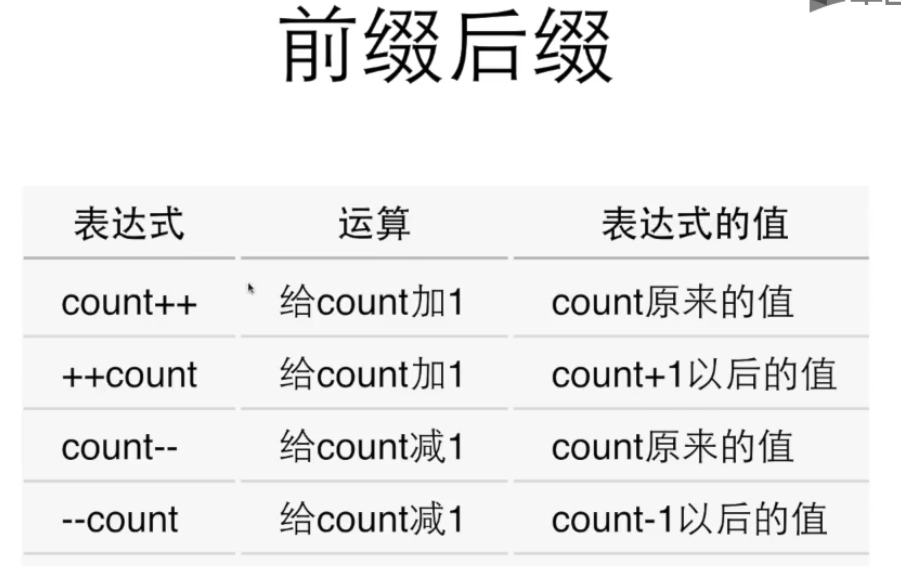 前缀后缀
表达式 运算 表达式的值
count++ 给count加1 count原来的值
++count 给count加1 count+1以后的值
count-- 给count减1 count原来的值
--count 给count减1 count-1以后的值